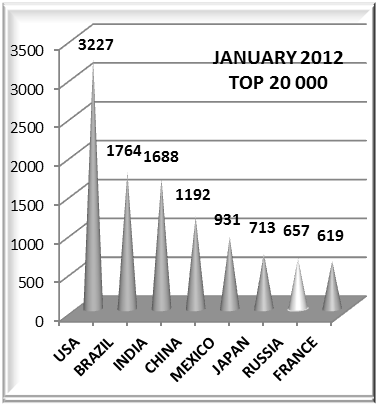 JANUARY 2012
TOP 20 000
3500
3000
2500
2000
1500
1000
500
0
3227
1764
1688
1192
931
713
657
619
USA
BRAZIL
INDIA
CHINA
MEXICO
JAPAN
RUSSIA
FRANCE